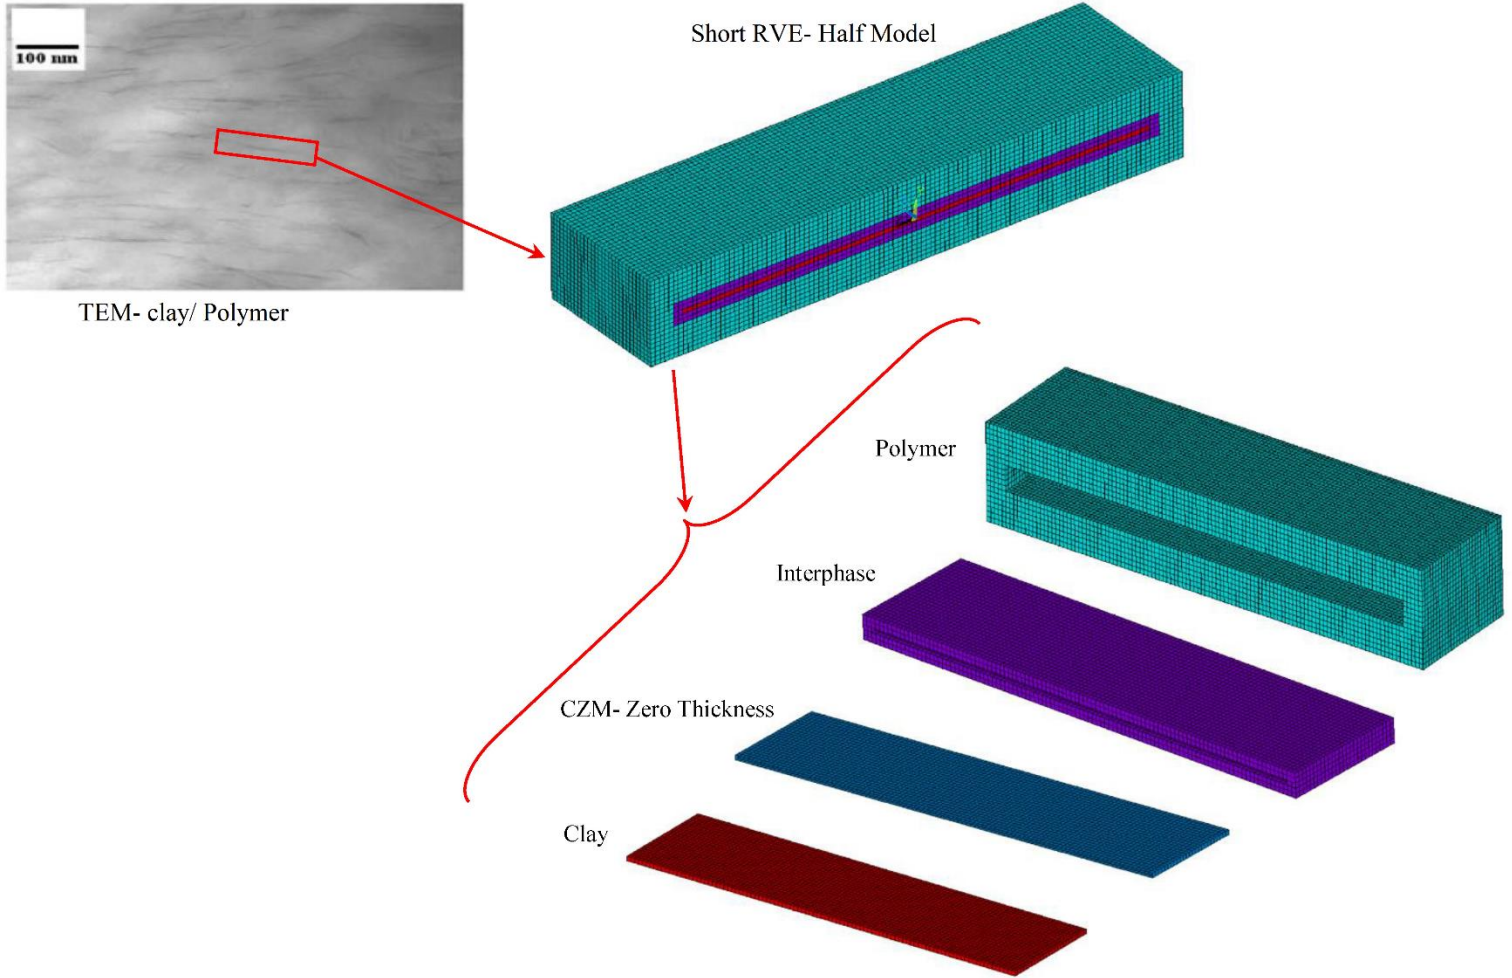 100 nm
Short RVE- Half Model
TEM- clay/ Polymer
Polymer
Interphase
CZM- Zero Thickness
Clay